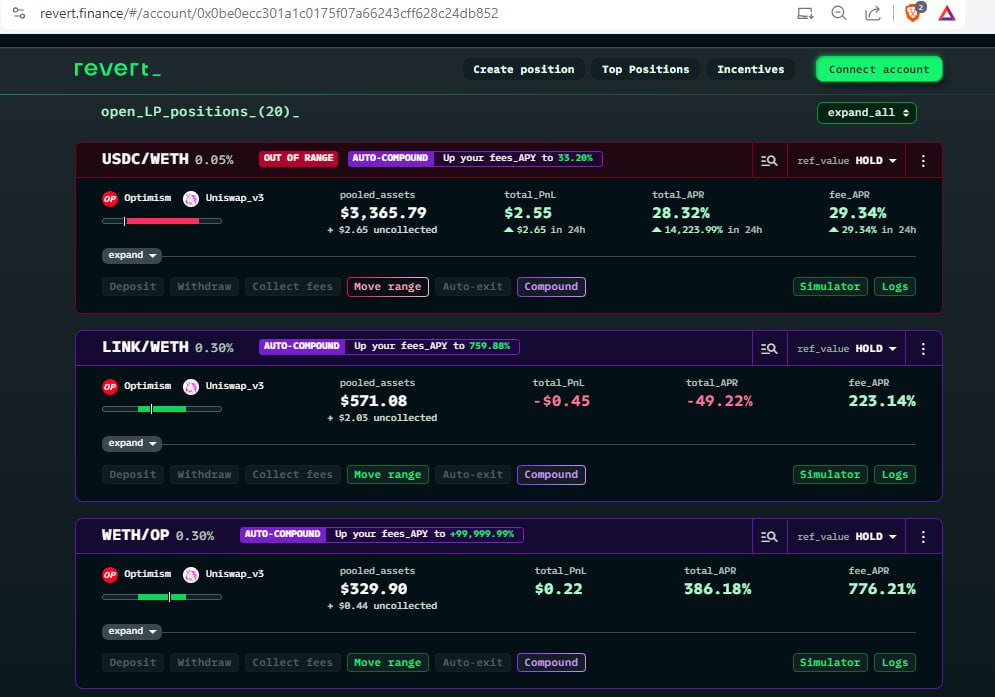 revert.finance/#/account/0x0be0ecc301a1c0175f07a66243cff628c24db852
2
revert_
Create position
Top Positions
Incentives
Connect account
open_LP_positions_(20)_
expand_all
USDC/WETH 0.05%
OUT OF RANGE
AUTO-COMPOUND Up your fees_APY to 33.20%
ref_value HOLD
OP Optimism Uniswap_v3
pooled_assets
$3,365.79
+ $2.65 uncollected
total_PnL
$2.55
$2.65 in 24h
total_APR
28.32%
14,223.99% in 24h
fee_APR
29.34%
29.34% in 24h
expand
Deposit Withdraw Collect fees Move range Auto-exit Compound Simulator Logs
LINK/WETH 0.30%
AUTO-COMPOUND Up your fees_APY to 759.88%
ref_value HOLD
OP Optimism Uniswap_v3
pooled_assets
$571.08
+ $2.03 uncollected
total_PnL
-$0.45
total_APR
-49.22%
fee_APR
223.14%
expand
Deposit Withdraw Collect fees Move range Auto-exit Compound Simulator Logs
WETH/OP 0.30%
AUTO-COMPOUND Up your fees_APY to +99,999.99%
ref_value HOLD
OP Optimism Uniswap_v3
pooled_assets
$329.90
+ $0.44 uncollected
total_PnL
$0.22
total_APR
386.18%
fee_APR
776.21%
expand
Deposit Withdraw Collect fees Move range Auto-exit Compound Simulator Logs